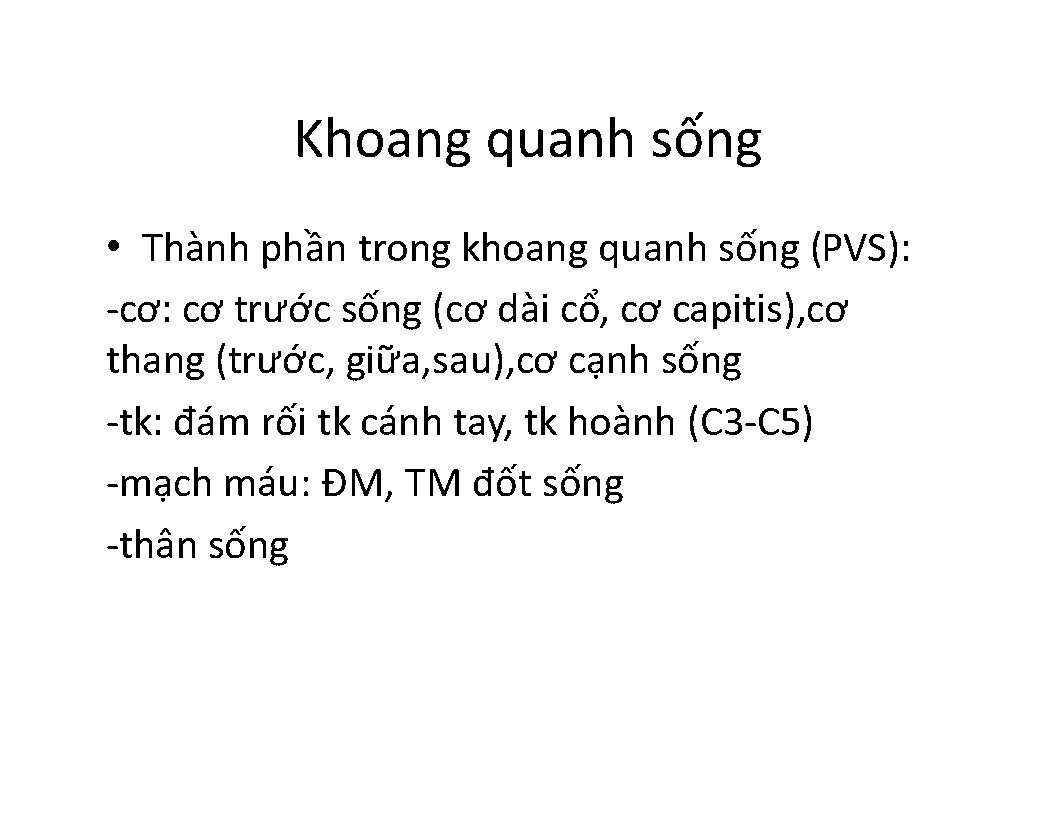 Khoang quanh sống
• Thành phần trong khoang quanh sống (PVS):
-cơ: cơ trước sống (cơ dài cổ, cơ capitis),cơ
thang (trước, giữa,sau),cơ cạnh sống
-tk: đám rối tk cánh tay, tk hoành (C3-C5)
-mạch máu: ĐM, TM đốt sống
-thân sống